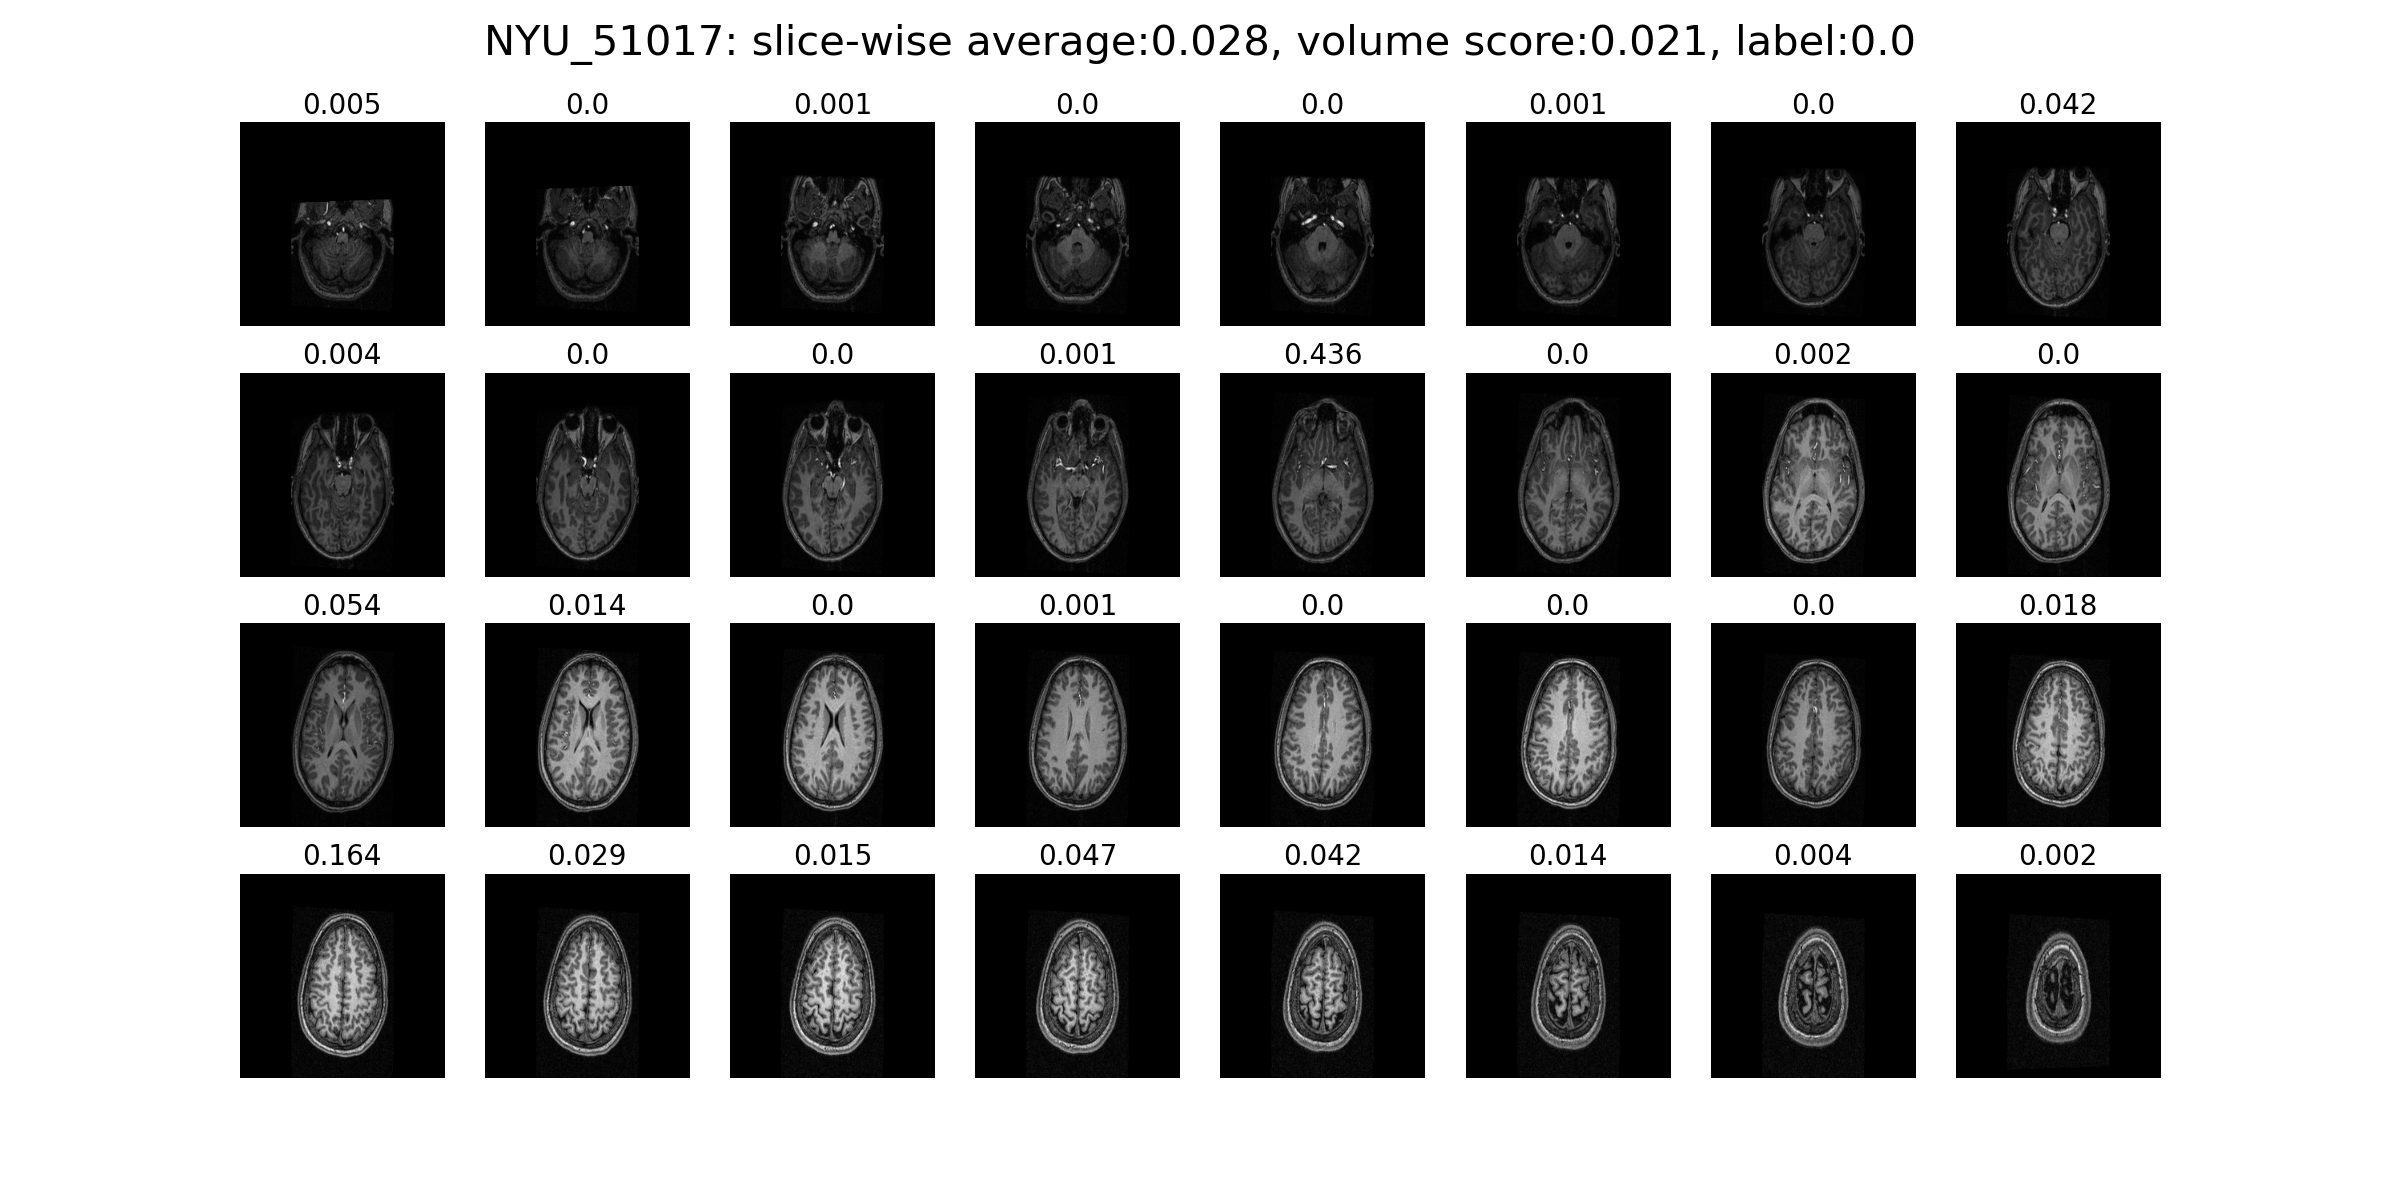 NYU_51017: slice-wise average:0.028, volume score:0.021, label:0.0
0.005 0.0 0.001 0.0 0.0 0.001 0.0 0.042
0.004 0.0 0.0 0.001 0.436 0.0 0.002 0.0
0.054 0.014 0.0 0.001 0.0 0.0 0.0 0.018
0.164 0.029 0.015 0.047 0.042 0.014 0.004 0.002